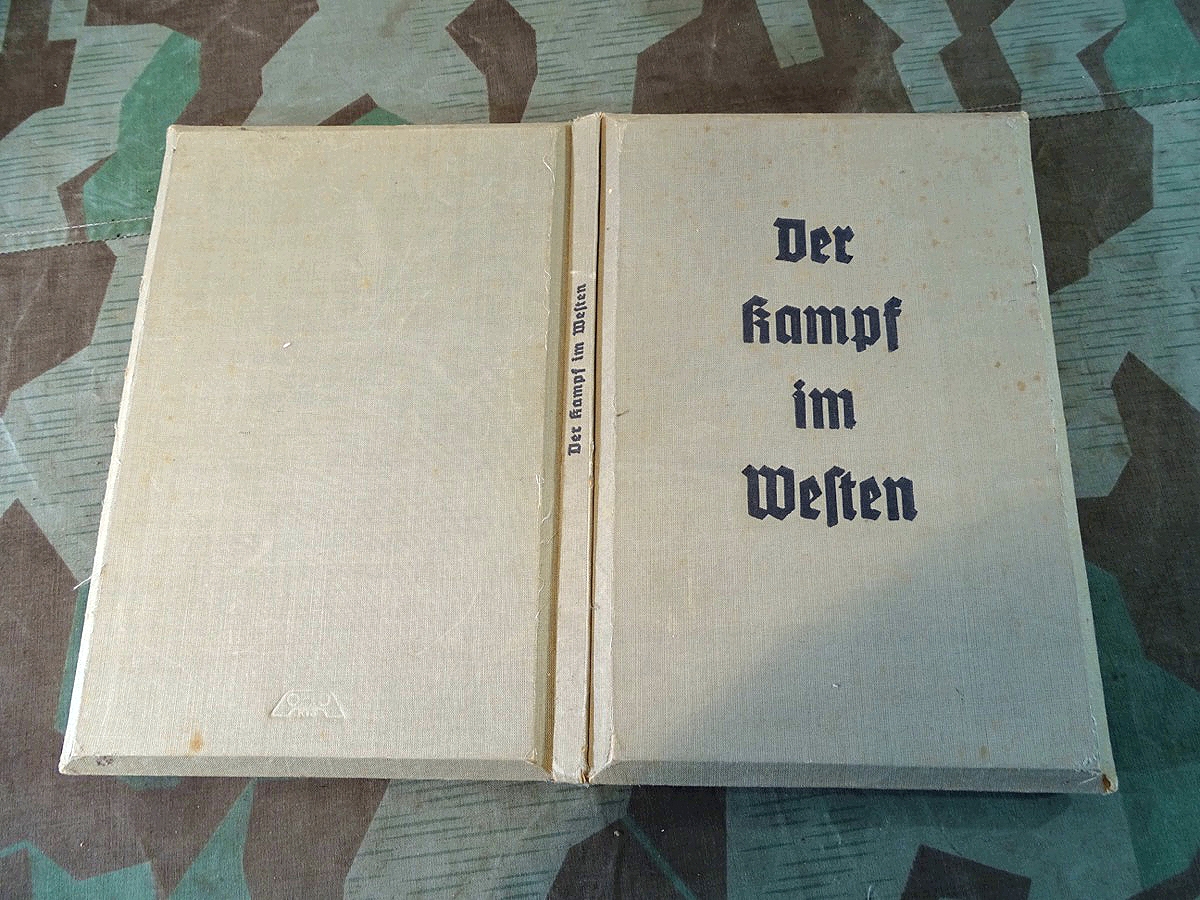 Der Kampf im Weſten
Der
Kampf
im
Weſten